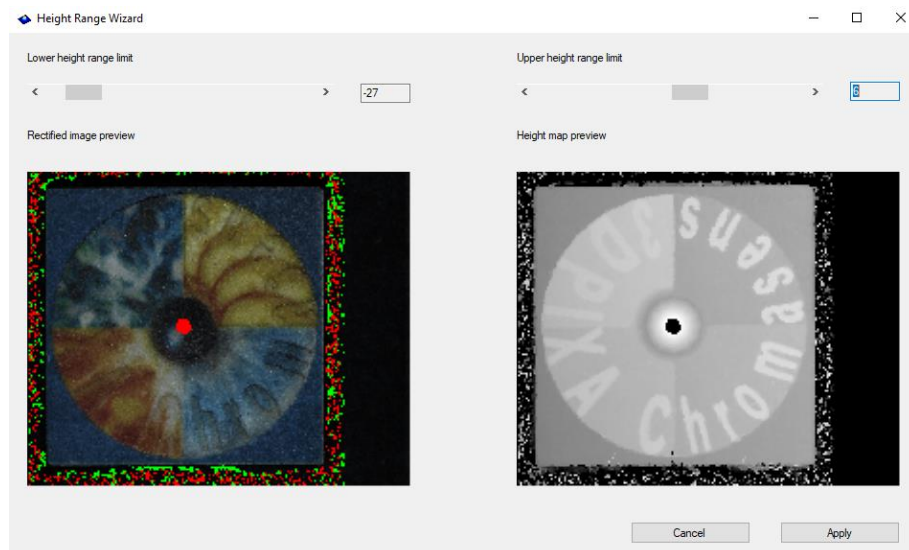 Height Range Wizard
Lower height range limit
Upper height range limit
-27
6
Rectified image preview
Height map preview
3DPIXA Chromasens
Cancel
Apply